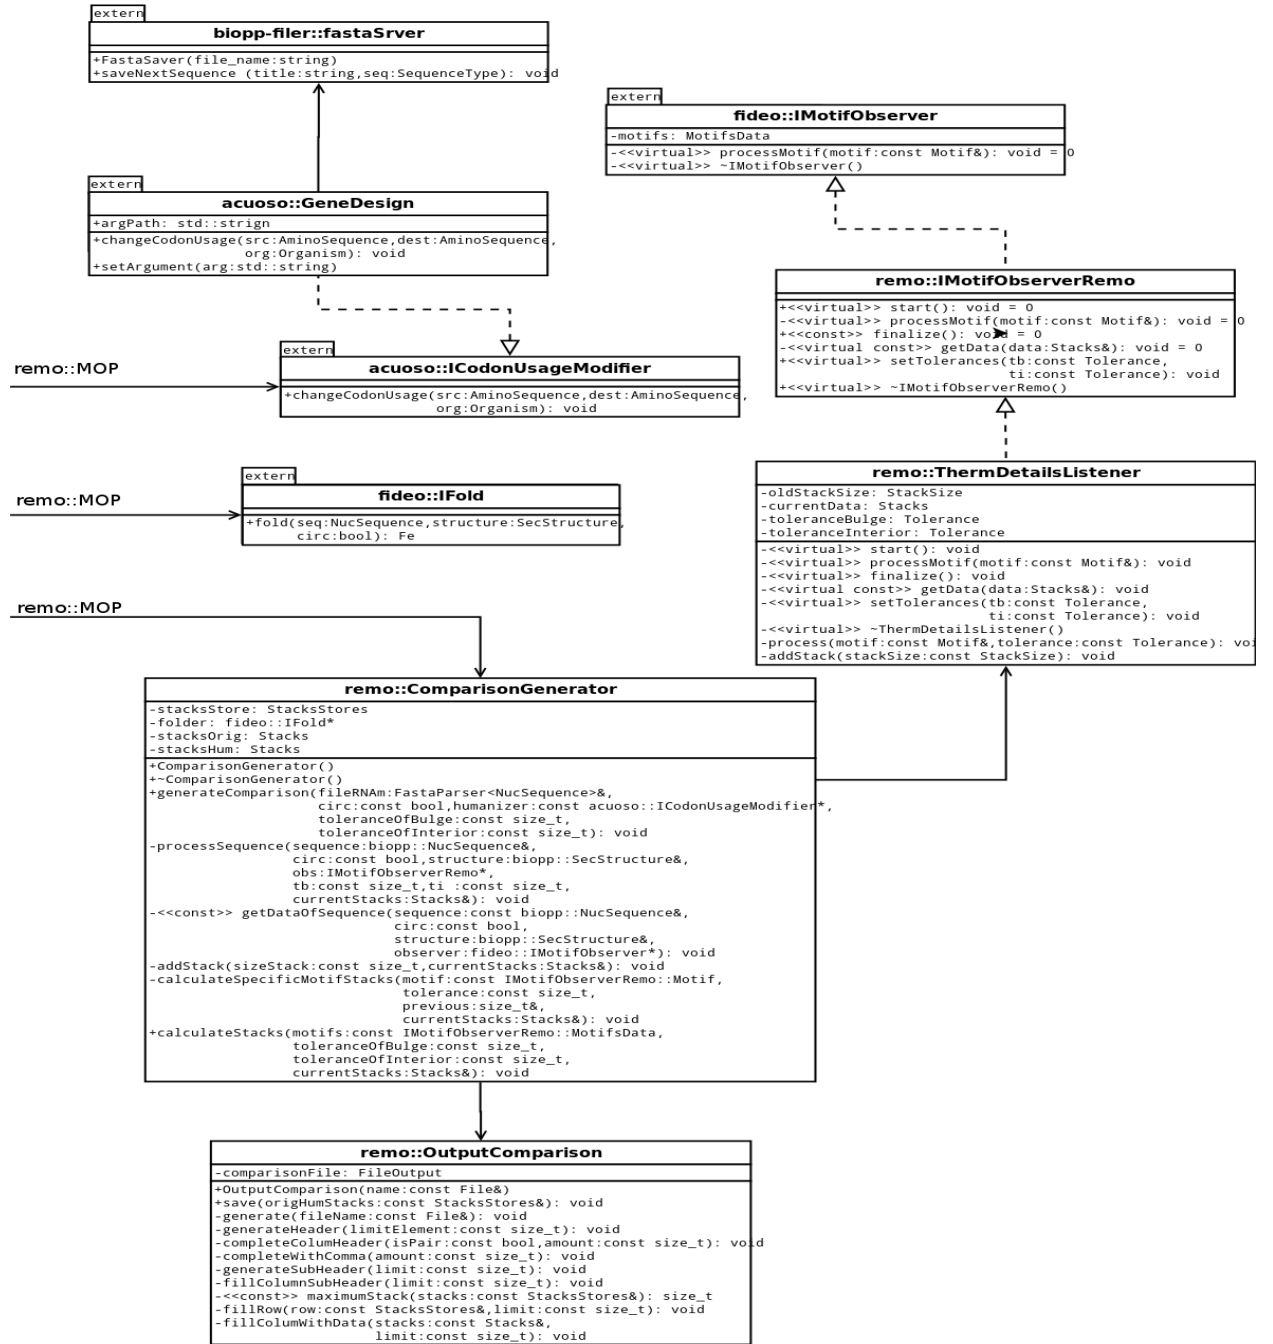 extern
biopp-filer::fastaSrver
+FastaSaver(file_name:string)
+saveNextSequence (title:string,seq:SequenceType): void
extern
fideo::IMotifObserver
-motifs: MotifsData
-<<virtual>> processMotif(motif:const Motif&): void = 0
-<<virtual>> ~IMotifObserver()
extern
acuoso::GeneDesign
+argPath: std::strign
+changeCodonUsage(src:AminoSequence,dest:AminoSequence,
org:Organism): void
+setArgument(arg:std::string)
remo::IMotifObserverRemo
+<<virtual>> start(): void = 0
-<<virtual>> processMotif(motif:const Motif&): void = 0
+<<const>> finalize(): void = 0
-<<virtual const>> getData(data:Stacks&): void = 0
+<<virtual>> setTolerances(tb:const Tolerance,
ti:const Tolerance): void
+<<virtual>> ~IMotifObserverRemo()
remo::MOP
extern
acuoso::ICodonUsageModifier
+changeCodonUsage(src:AminoSequence,dest:AminoSequence,
org:Organism): void
remo::MOP
extern
fideo::IFold
+fold(seq:NucSequence,structure:SecStructure,
circ:bool): Fe
remo::ThermDetailsListener
-oldStackSize: StackSize
-currentData: Stacks
-toleranceBulge: Tolerance
-toleranceInterior: Tolerance
-<<virtual>> start(): void
-<<virtual>> processMotif(motif:const Motif&): void
-<<virtual>> finalize(): void
-<<virtual const>> getData(data:Stacks&): void
-<<virtual>> setTolerances(tb:const Tolerance,
ti:const Tolerance): void
-<<virtual>> ~ThermDetailsListener()
-process(motif:const Motif&,tolerance:const Tolerance): voi
-addStack(stackSize:const StackSize): void
remo::MOP
remo::ComparisonGenerator
-stacksStore: StacksStores
-folder: fideo::IFold*
-stacksOrig: Stacks
-stacksHum: Stacks
+ComparisonGenerator()
+~ComparisonGenerator()
+generateComparison(fileRNAm:FastaParser<NucSequence>&,
circ:const bool,humanizer:const acuoso::ICodonUsageModifier*,
toleranceOfBulge:const size_t,
toleranceOfInterior:const size_t): void
-processSequence(sequence:biopp::NucSequence&,
circ:const bool,structure:biopp::SecStructure&,
obs:IMotifObserverRemo*,
tb:const size_t,ti :const size_t,
currentStacks:Stacks&): void
-<<const>> getDataOfSequence(sequence:const biopp::NucSequence&,
circ:const bool,
structure:biopp::SecStructure&,
observer:fideo::IMotifObserver*): void
-addStack(sizeStack:const size_t,currentStacks:Stacks&): void
-calculateSpecificMotifStacks(motif:const IMotifObserverRemo::Motif,
tolerance:const size_t,
previous:size_t&,
currentStacks:Stacks&): void
+calculateStacks(motifs:const IMotifObserverRemo::MotifsData,
toleranceOfBulge:const size_t,
toleranceOfInterior:const size_t,
currentStacks:Stacks&): void
remo::OutputComparison
-comparisonFile: FileOutput
+OutputComparison(name:const File&)
+save(origHumStacks:const StacksStores&): void
-generate(fileName:const File&): void
-generateHeader(limitElement:const size_t): void
-completeColumHeader(isPair:const bool,amount:const size_t): void
-completeWithComma(amount:const size_t): void
-generateSubHeader(limit:const size_t): void
-fillColumnSubHeader(limit:const size_t): void
-<<const>> maximumStack(stacks:const StacksStores&): size_t
-fillRow(row:const StacksStores&,limit:const size_t): void
-fillColumWithData(stacks:const Stacks&,
limit:const size_t): void